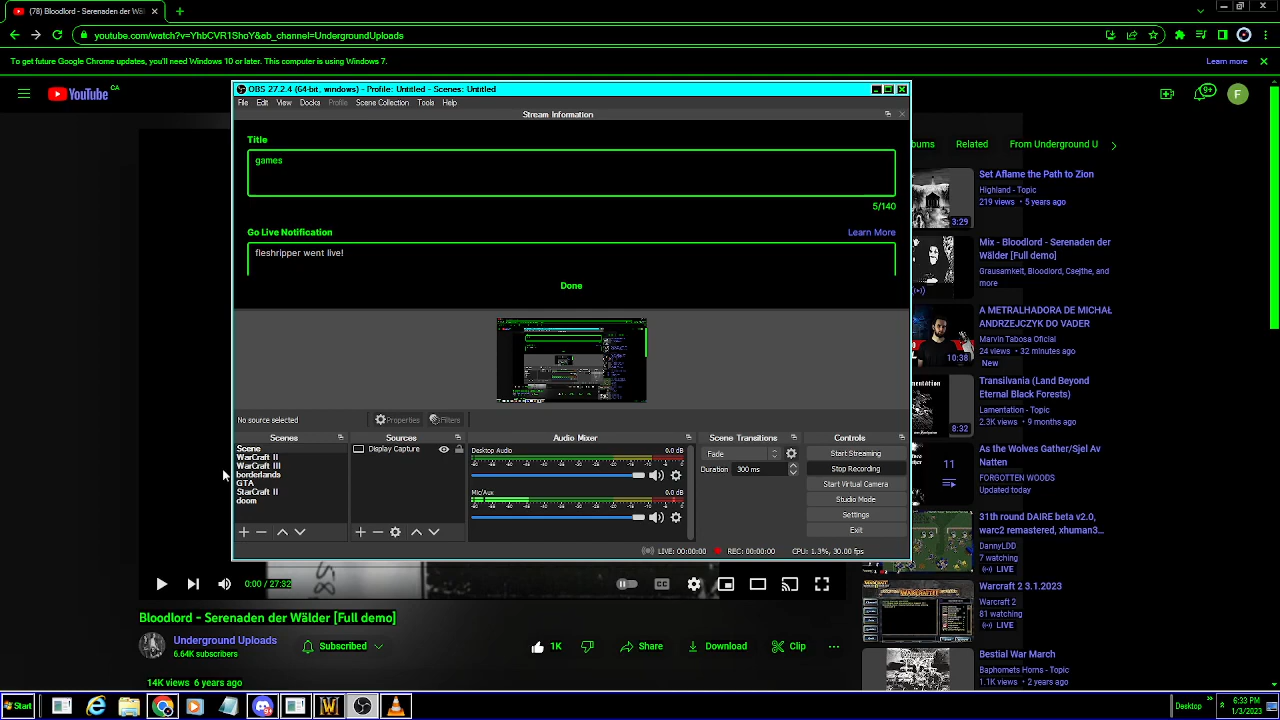 (78) Bloodlord - Serenaden der Wäl
youtube.com/watch?v=YhbCVR1ShoY&ab_channel=UndergroundUploads
To get future Google Chrome updates, you'll need Windows 10 or later. This computer is using Windows 7.
Learn more
YouTube
CA
9+
F
OBS 27.2.4 (64-bit, windows) - Profile: Untitled - Scenes: Untitled
File Edit View Docks Profile Scene Collection Tools Help
Stream Information
Title
games
5/140
Go Live Notification
Learn More
fleshripper went live!
Done
No source selected
Properties
Filters
Scenes
Scene
WarCraft II
WarCraft III
borderlands
GTA
StarCraft II
doom
Sources
Display Capture
Audio Mixer
Desktop Audio
0.0 dB
Mic/Aux
0.0 dB
Scene Transitions
Fade
Duration 300 ms
Controls
Start Streaming
Stop Recording
Start Virtual Camera
Studio Mode
Settings
Exit
LIVE: 00:00:00
REC: 00:00:00
CPU: 1.3%, 30.00 fps
0:00 / 27:32
CC
Bloodlord - Serenaden der Wälder [Full demo]
Underground Uploads
6.64K subscribers
Subscribed
1K
Share
Download
Clip
14K views 6 years ago
bums
Related
From Underground U
Set Aflame the Path to Zion
Highland - Topic
219 views • 5 years ago
3:29
Mix - Bloodlord - Serenaden der
Wälder [Full demo]
Grausamkeit, Bloodlord, Csejthe, and
more
A METRALHADORA DE MICHAŁ
ANDRZEJCZYK DO VADER
Marvin Tabosa Oficial
24 views • 32 minutes ago
New
10:38
Transilvania (Land Beyond
Eternal Black Forests)
Lamentation - Topic
2.3K views • 9 months ago
8:32
As the Wolves Gather/Sjel Av
Natten
FORGOTTEN WOODS
Updated today
11
31th round DAIRE beta v2.0,
warc2 remastered, xhuman3...
DannyLDD
7 watching
LIVE
Warcraft 2 3.1.2023
Warcraft 2
81 watching
LIVE
Bestial War March
Baphomets Horns - Topic
1.1K views • 2 years ago
Start
Desktop
6:33 PM
1/3/2023